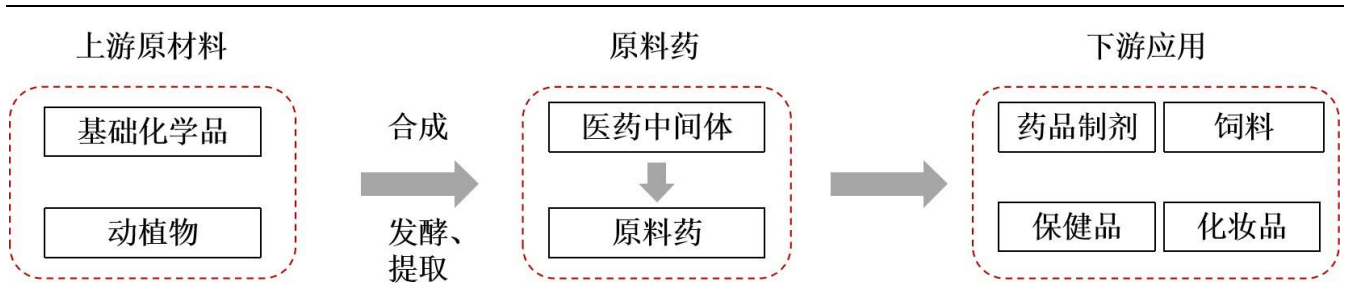 上游原材料
原料药
下游应用
基础化学品
动植物
合成
发酵、
提取
医药中间体
原料药
药品制剂
饲料
保健品
化妆品